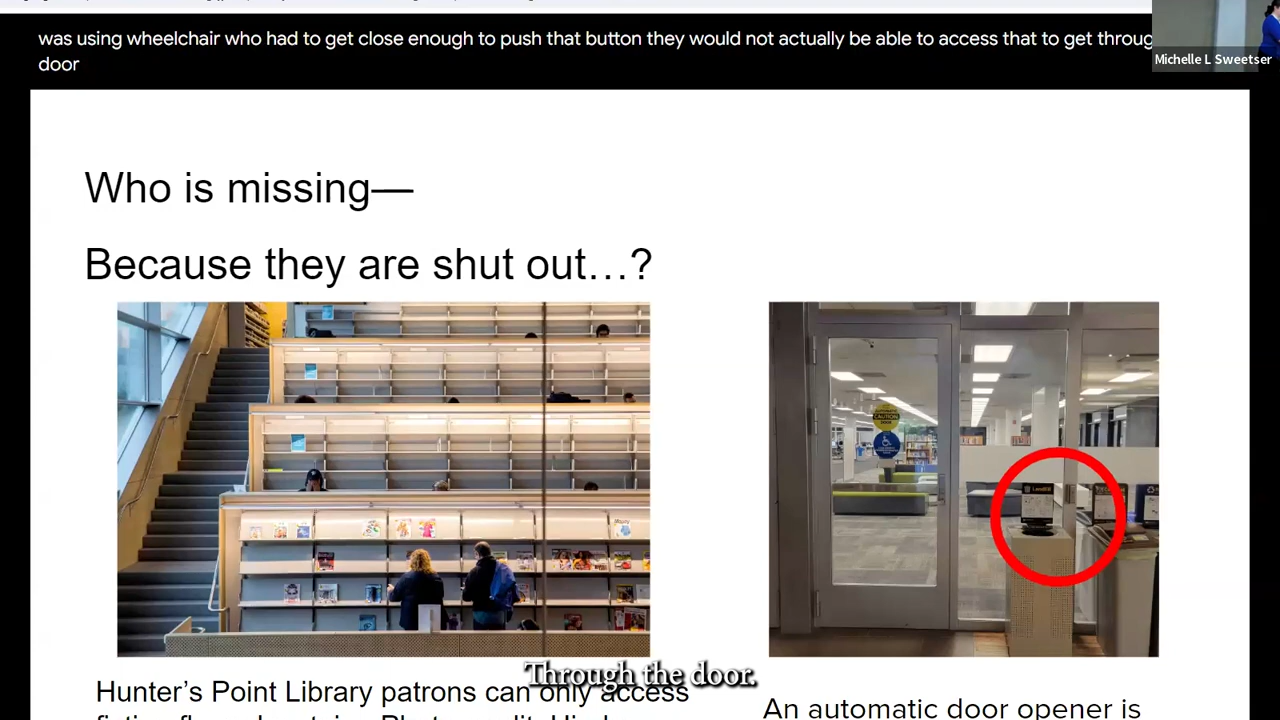 was using wheelchair who had to get close enough to push that button they would not actually be able to access that to get throug
door
Michelle L Sweetser
Who is missing—
Because they are shut out…?
CAUTION
Landfill
Through the door.
Hunter's Point Library patrons can only access
An automatic door opener is